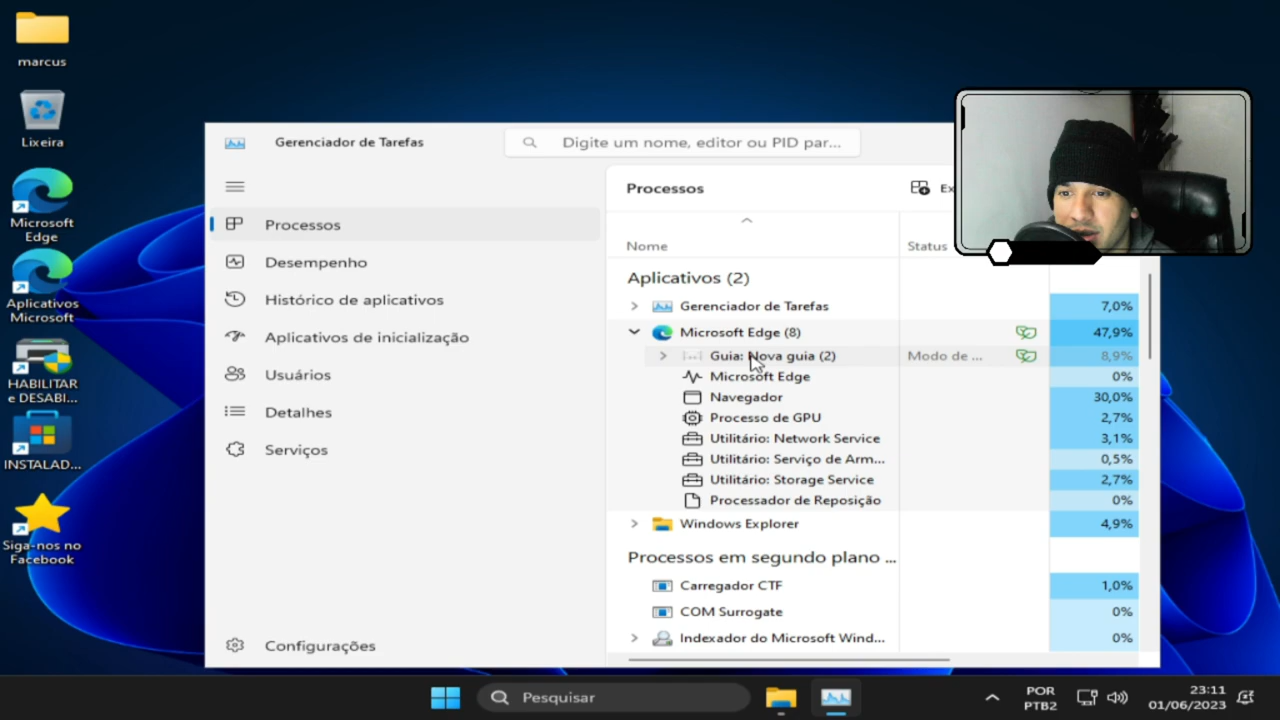 marcus
Lixeira
Microsoft
Edge
Aplicativos
Microsoft
HABILITAR
e DESABI...
INSTALAD...
Siga-nos no
Facebook
Gerenciador de Tarefas
Digite um nome, editor ou PID par...
Processos
Desempenho
Histórico de aplicativos
Aplicativos de inicialização
Usuários
Detalhes
Serviços
Configurações
Processos
Ex
Nome
Status
Aplicativos (2)
Gerenciador de Tarefas 7,0%
Microsoft Edge (8) 47,9%
Guia: Nova guia (2) Modo de ... 8,9%
Microsoft Edge 0%
Navegador 30,0%
Processo de GPU 2,7%
Utilitário: Network Service 3,1%
Utilitário: Serviço de Arm... 0,5%
Utilitário: Storage Service 2,7%
Processador de Reposição 0%
Windows Explorer 4,9%
Processos em segundo plano ...
Carregador CTF 1,0%
COM Surrogate 0%
Indexador do Microsoft Wind... 0%
Pesquisar
POR
PTB2
23:11
01/06/2023